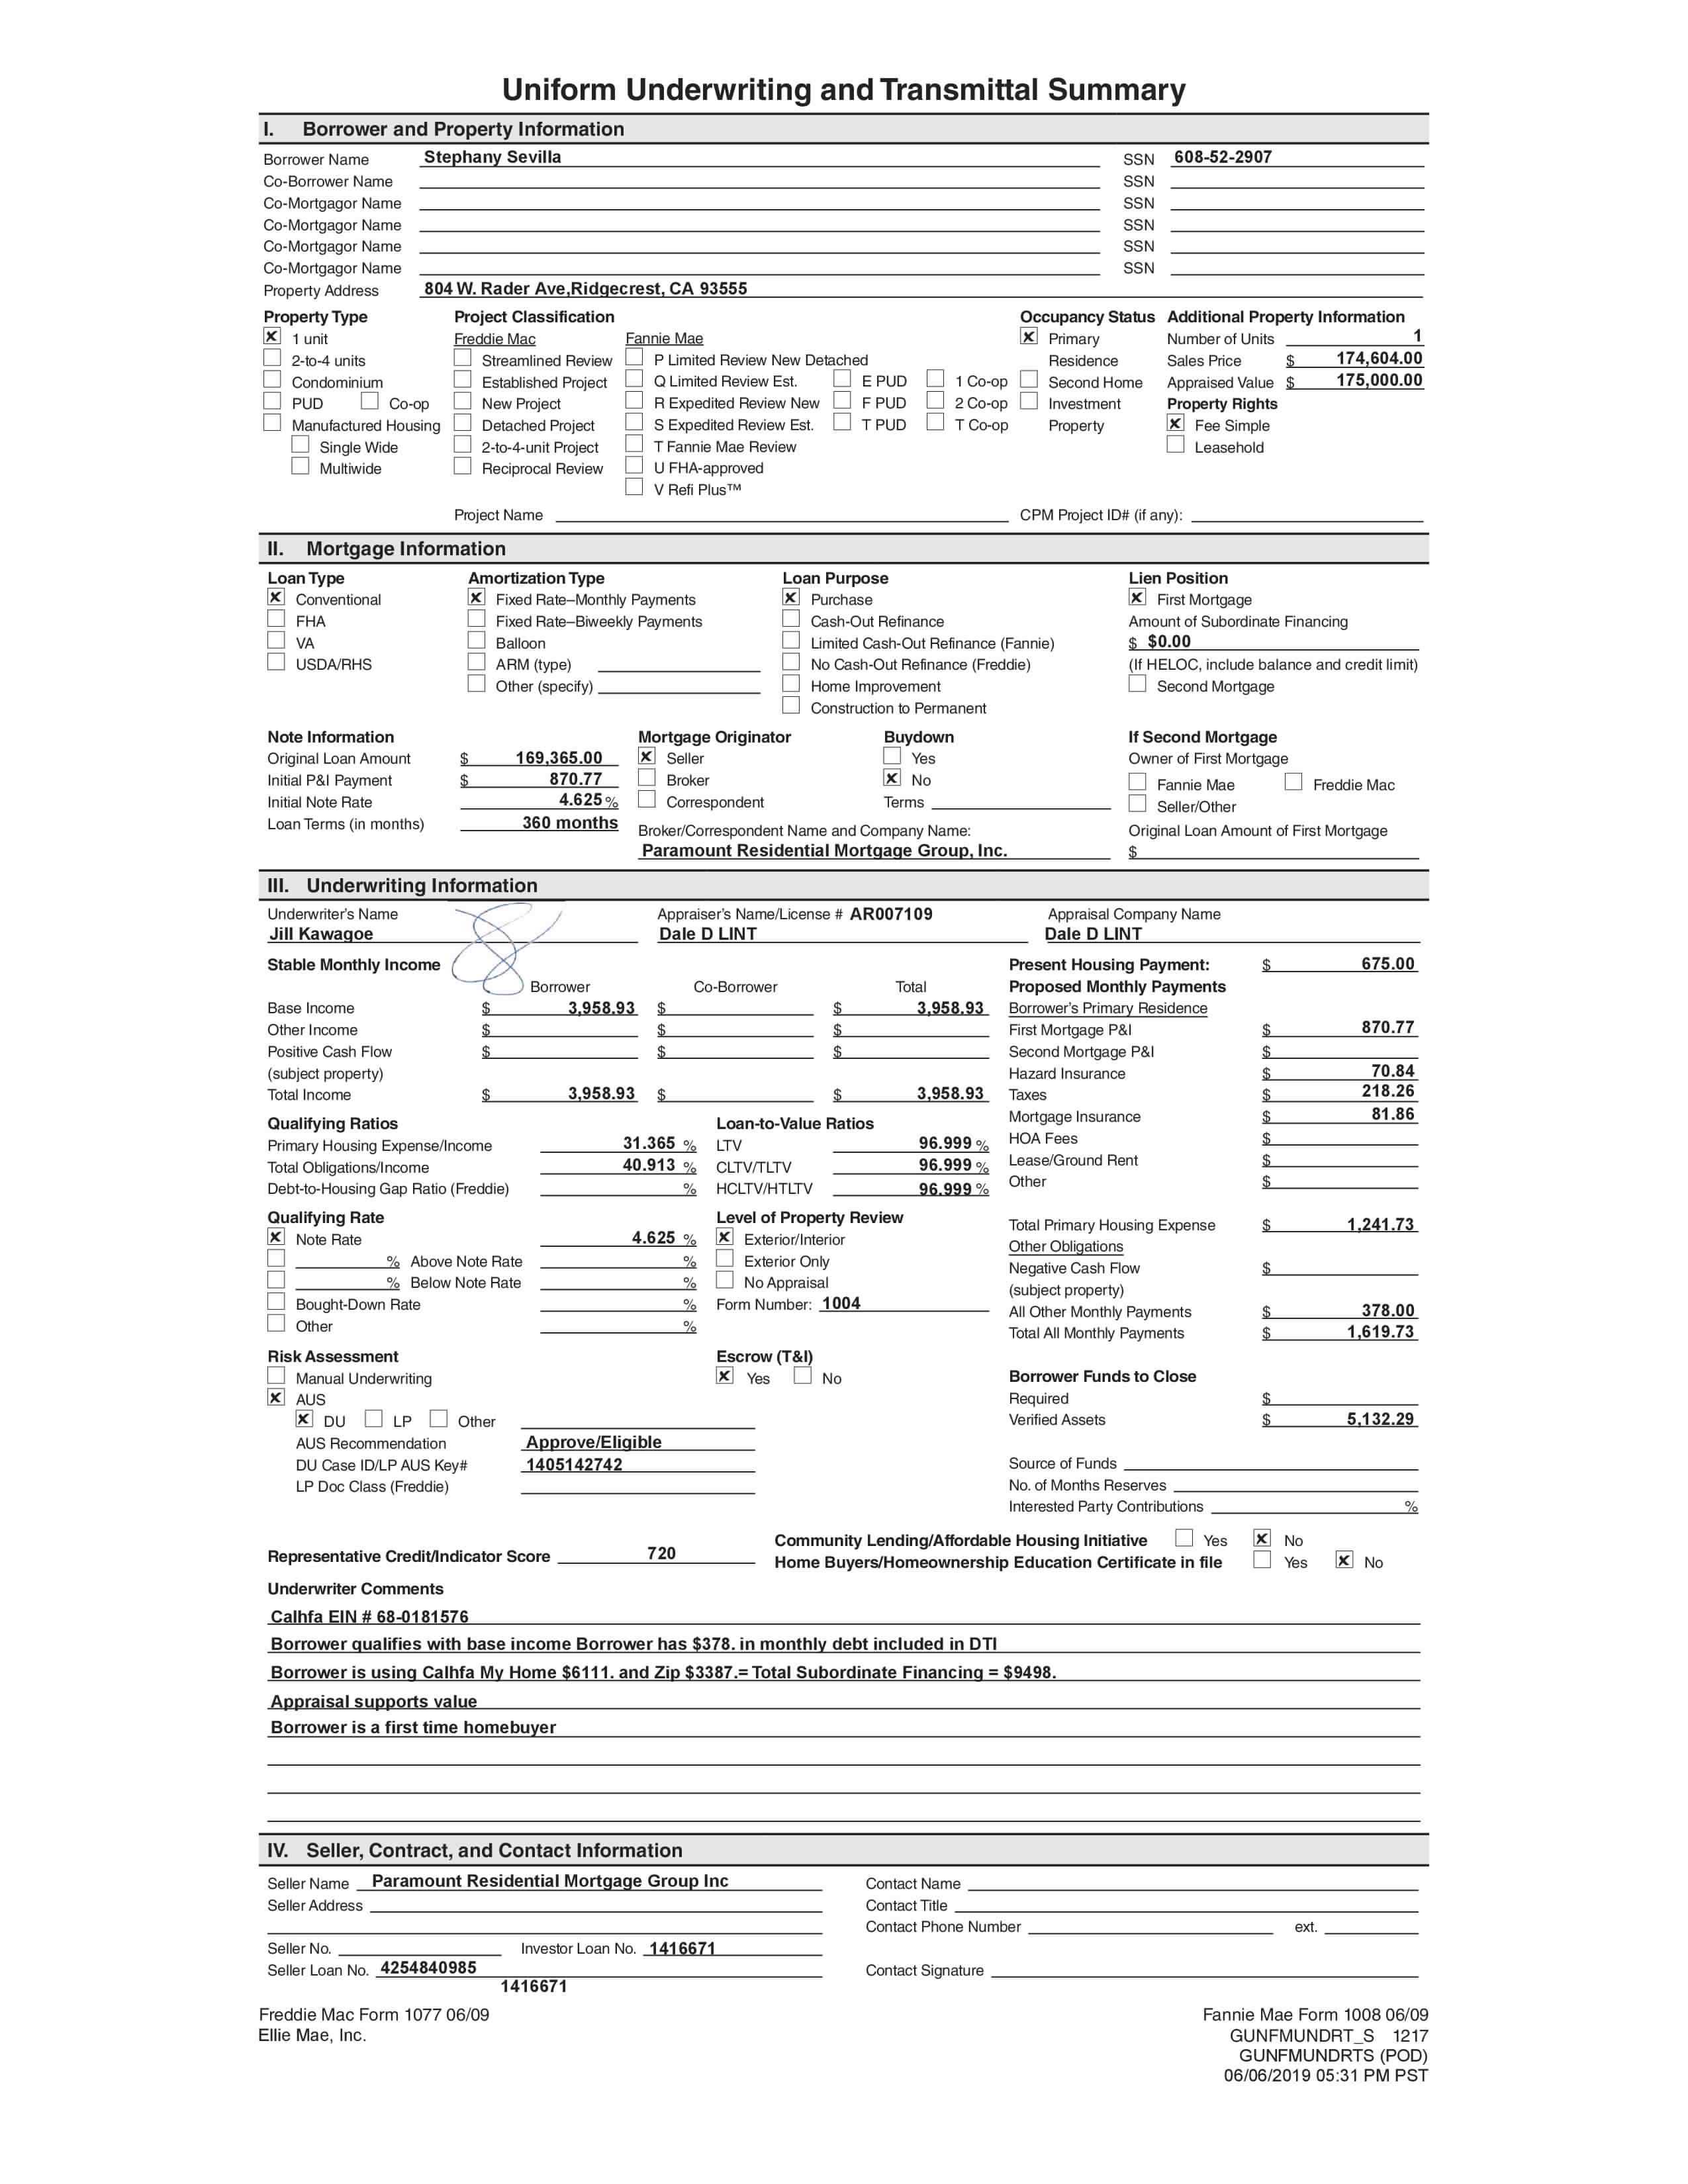 Uniform Underwriting and Transmittal Summary
I. Borrower and Property Information
Borrower Name Stephany Sevilla SSN 608-52-2907
Co-Borrower Name SSN
Co-Mortgagor Name SSN
Co-Mortgagor Name SSN
Co-Mortgagor Name SSN
Co-Mortgagor Name SSN
Property Address 804 W. Rader Ave,Ridgecrest, CA 93555
Property Type Project Classification Occupancy Status Additional Property Information
1 unit Freddie Mac Fannie Mae Primary Number of Units 1
2-to-4 units Streamlined Review P Limited Review New Detached Residence Sales Price $ 174,604.00
Condominium Established Project Q Limited Review Est. E PUD 1 Co-op Second Home Appraised Value $ 175,000.00
PUD Co-op New Project R Expedited Review New F PUD 2 Co-op Investment Property Rights
Manufactured Housing Detached Project S Expedited Review Est. T PUD T Co-op Property Fee Simple
Single Wide 2-to-4-unit Project T Fannie Mae Review Leasehold
Multiwide Reciprocal Review U FHA-approved
V Refi Plus™
Project Name CPM Project ID# (if any):
II. Mortgage Information
Loan Type Amortization Type Loan Purpose Lien Position
Conventional Fixed Rate–Monthly Payments Purchase First Mortgage
FHA Fixed Rate–Biweekly Payments Cash-Out Refinance Amount of Subordinate Financing
VA Balloon Limited Cash-Out Refinance (Fannie) $ $0.00
USDA/RHS ARM (type) No Cash-Out Refinance (Freddie) (If HELOC, include balance and credit limit)
Other (specify) Home Improvement Second Mortgage
Construction to Permanent
Note Information Mortgage Originator Buydown If Second Mortgage
Original Loan Amount $ 169,365.00 Seller Yes Owner of First Mortgage
Initial P&I Payment $ 870.77 Broker No Fannie Mae Freddie Mac
Initial Note Rate 4.625 % Correspondent Terms Seller/Other
Loan Terms (in months) 360 months Broker/Correspondent Name and Company Name: Original Loan Amount of First Mortgage
Paramount Residential Mortgage Group, Inc. $
III. Underwriting Information
Underwriter's Name Appraiser's Name/License # AR007109 Appraisal Company Name
Jill Kawagoe Dale D LINT Dale D LINT
Stable Monthly Income Present Housing Payment: $ 675.00
Borrower Co-Borrower Total Proposed Monthly Payments
Base Income $ 3,958.93 $ $ 3,958.93 Borrower's Primary Residence
Other Income $ $ $ First Mortgage P&I $ 870.77
Positive Cash Flow $ $ $ Second Mortgage P&I $
(subject property) Hazard Insurance $ 70.84
Total Income $ 3,958.93 $ $ 3,958.93 Taxes $ 218.26
Qualifying Ratios Loan-to-Value Ratios Mortgage Insurance $ 81.86
Primary Housing Expense/Income 31.365 % LTV 96.999 % HOA Fees $
Total Obligations/Income 40.913 % CLTV/TLTV 96.999 % Lease/Ground Rent $
Debt-to-Housing Gap Ratio (Freddie) % HCLTV/HTLTV 96.999 % Other $
Qualifying Rate Level of Property Review Total Primary Housing Expense $ 1,241.73
Note Rate 4.625 % Exterior/Interior Other Obligations
% Above Note Rate % Exterior Only Negative Cash Flow $
% Below Note Rate % No Appraisal (subject property)
Bought-Down Rate % Form Number: 1004 All Other Monthly Payments $ 378.00
Other % Total All Monthly Payments $ 1,619.73
Risk Assessment Escrow (T&I)
Manual Underwriting Yes No Borrower Funds to Close
AUS Required $
DU LP Other Verified Assets $ 5,132.29
AUS Recommendation Approve/Eligible
DU Case ID/LP AUS Key# 1405142742 Source of Funds
LP Doc Class (Freddie) No. of Months Reserves
Interested Party Contributions %
Community Lending/Affordable Housing Initiative Yes No
Representative Credit/Indicator Score 720 Home Buyers/Homeownership Education Certificate in file Yes No
Underwriter Comments
Calhfa EIN # 68-0181576
Borrower qualifies with base income Borrower has $378. in monthly debt included in DTI
Borrower is using Calhfa My Home $6111. and Zip $3387.= Total Subordinate Financing = $9498.
Appraisal supports value
Borrower is a first time homebuyer
IV. Seller, Contract, and Contact Information
Seller Name Paramount Residential Mortgage Group Inc Contact Name
Seller Address Contact Title
Contact Phone Number ext.
Seller No. Investor Loan No. 1416671
Seller Loan No. 4254840985 Contact Signature
1416671
Freddie Mac Form 1077 06/09 Fannie Mae Form 1008 06/09
Ellie Mae, Inc. GUNFMUNDRT_S 1217
GUNFMUNDRTS (POD)
06/06/2019 05:31 PM PST